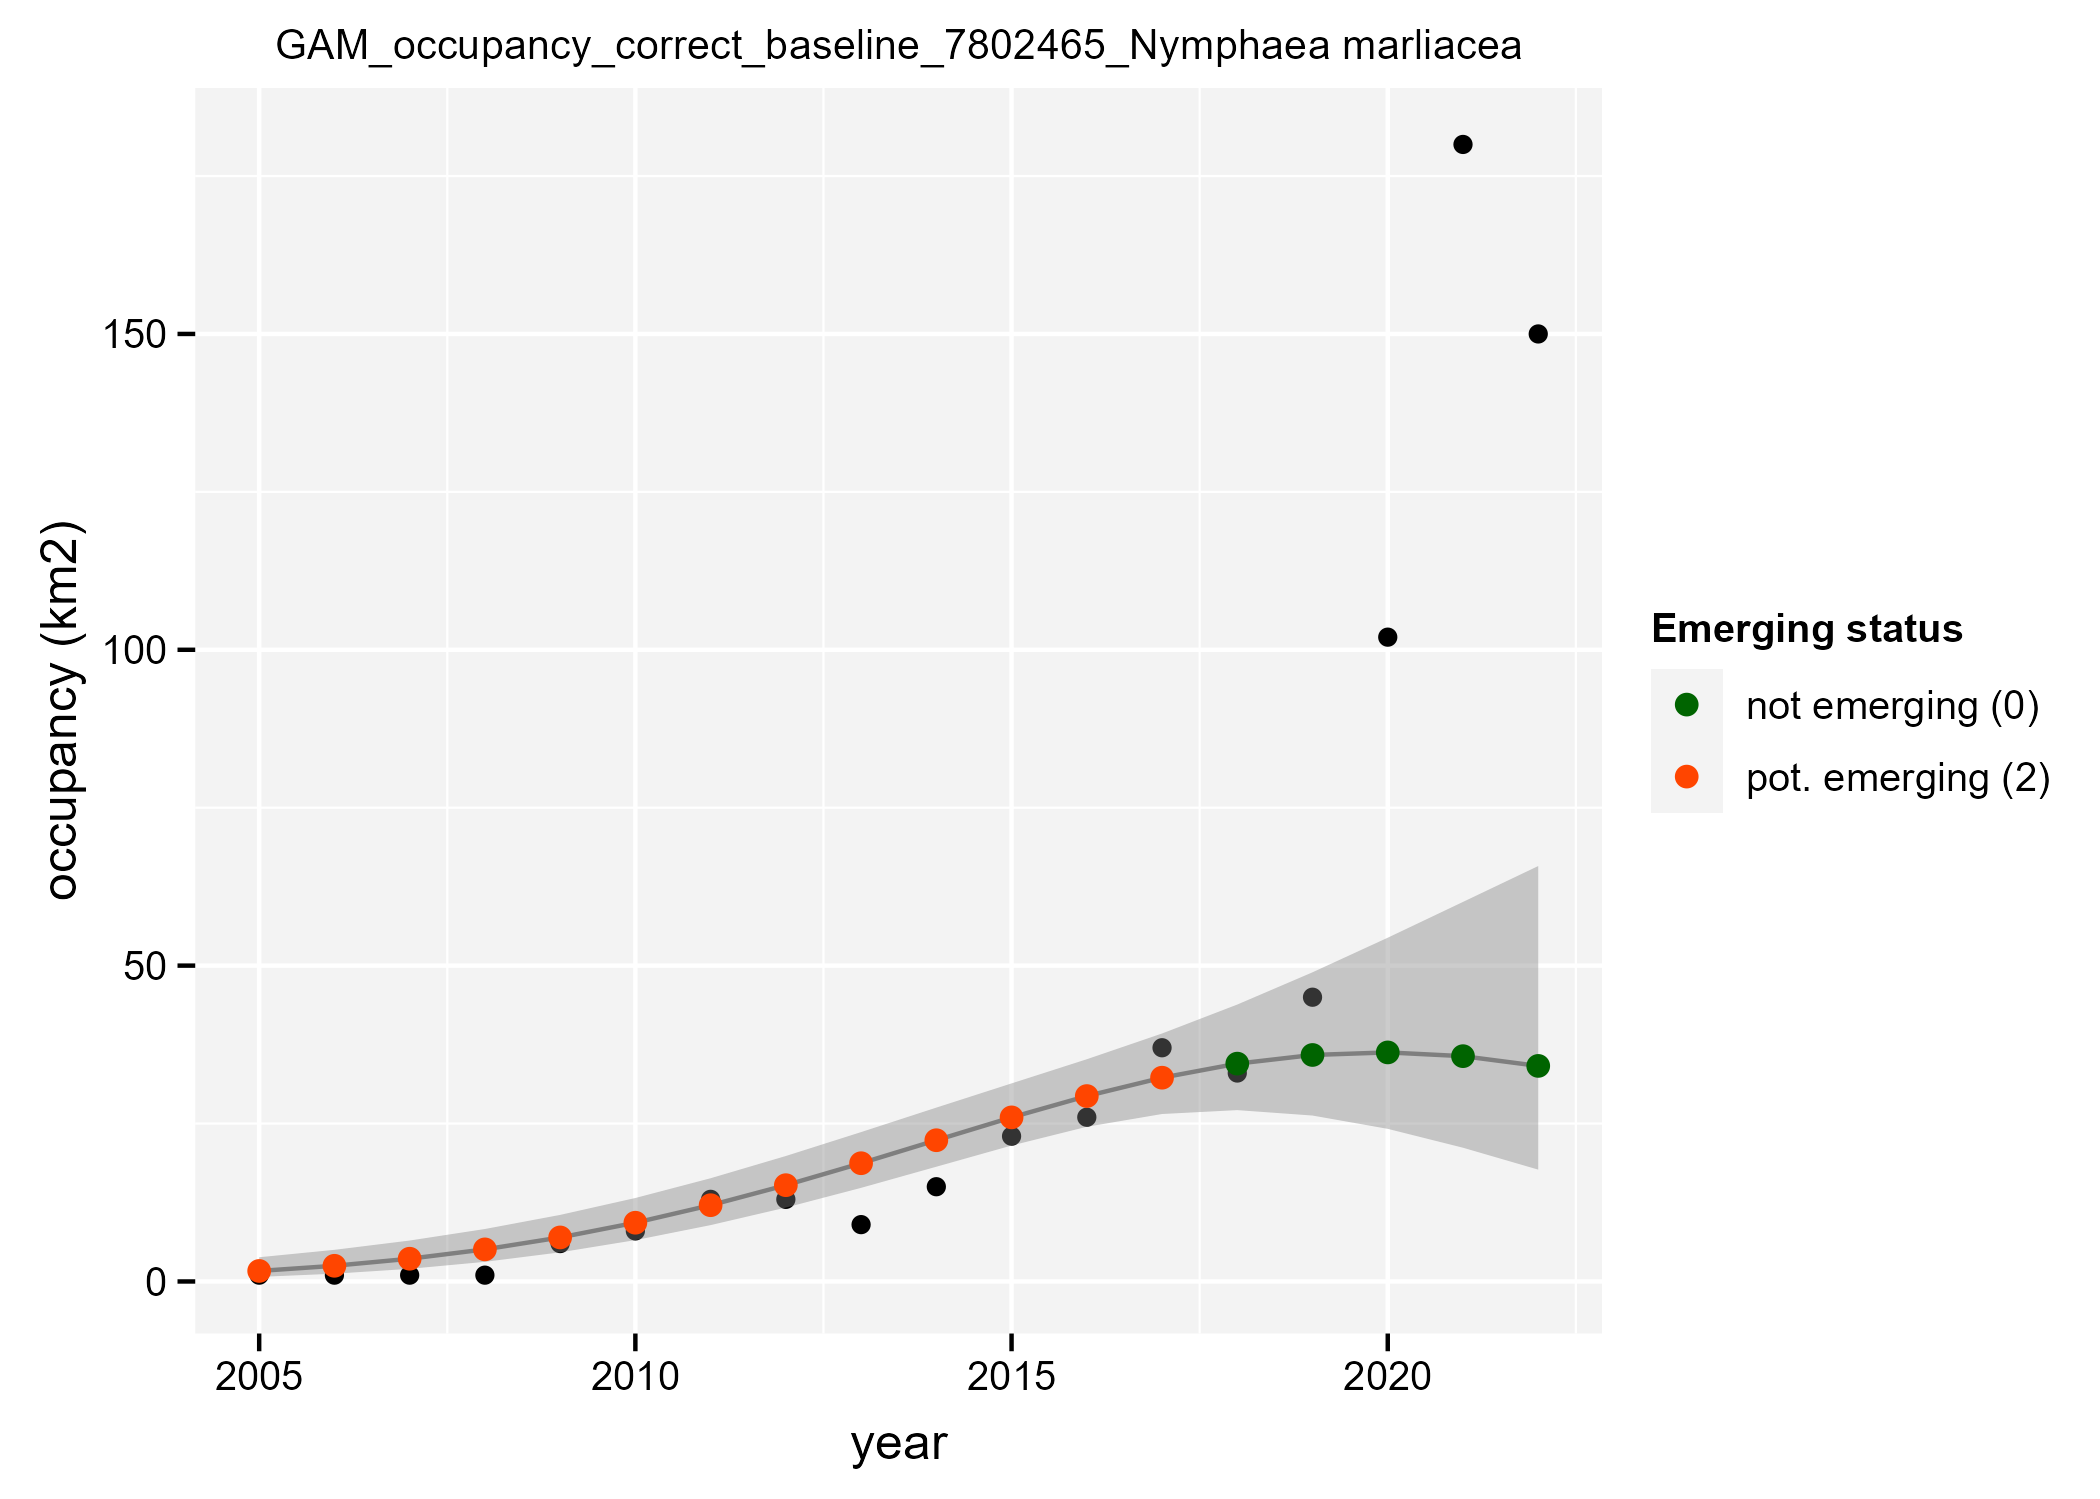 GAM_occupancy_correct_baseline_7802465_Nymphaea marliacea
occupancy (km2)
150
100
50
0
2005 2010 2015 2020
year
Emerging status
not emerging (0)
pot. emerging (2)